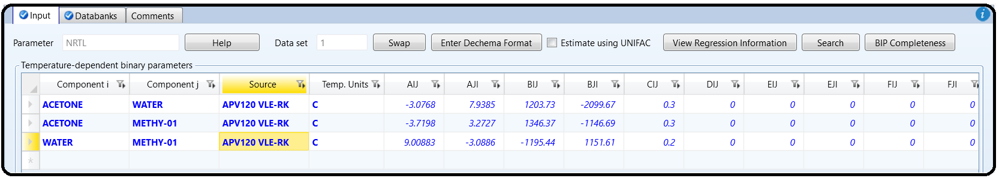 Input Databanks Comments i
Parameter NRTL Help Data set 1 Swap Enter Dechema Format Estimate using UNIFAC View Regression Information Search BIP Completeness
Temperature-dependent binary parameters
Component i Component j Source Temp. Units AIJ AJI BIJ BJI CIJ DIJ EIJ EJI FIJ FJI
ACETONE WATER APV120 VLE-RK C -3.0768 7.9385 1203.73 -2099.67 0.3 0 0 0 0 0
ACETONE METHY-01 APV120 VLE-RK C -3.7198 3.2727 1346.37 -1146.69 0.3 0 0 0 0 0
WATER METHY-01 APV120 VLE-RK C 9.00883 -3.0886 -1195.44 1151.61 0.2 0 0 0 0 0
*